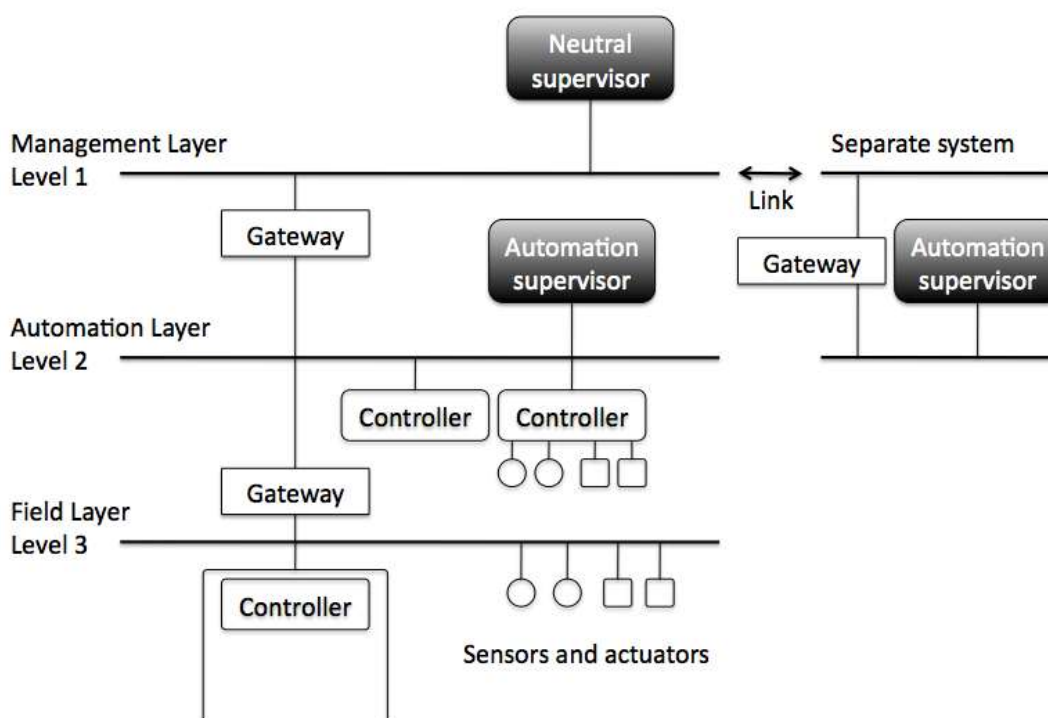 Neutral
supervisor
Management Layer
Level 1
Separate system
Link
Gateway
Automation
supervisor
Gateway
Automation
supervisor
Automation Layer
Level 2
Controller
Controller
Gateway
Field Layer
Level 3
Controller
Sensors and actuators